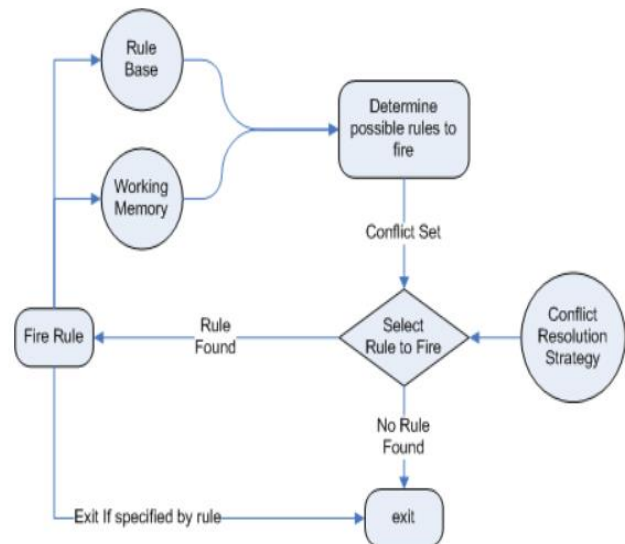 Rule
Base
Determine
possible rules to
fire
Working
Memory
Conflict Set
Fire Rule
Rule
Found
Select
Rule to Fire
Conflict
Resolution
Strategy
No Rule
Found
Exit If specified by rule
exit